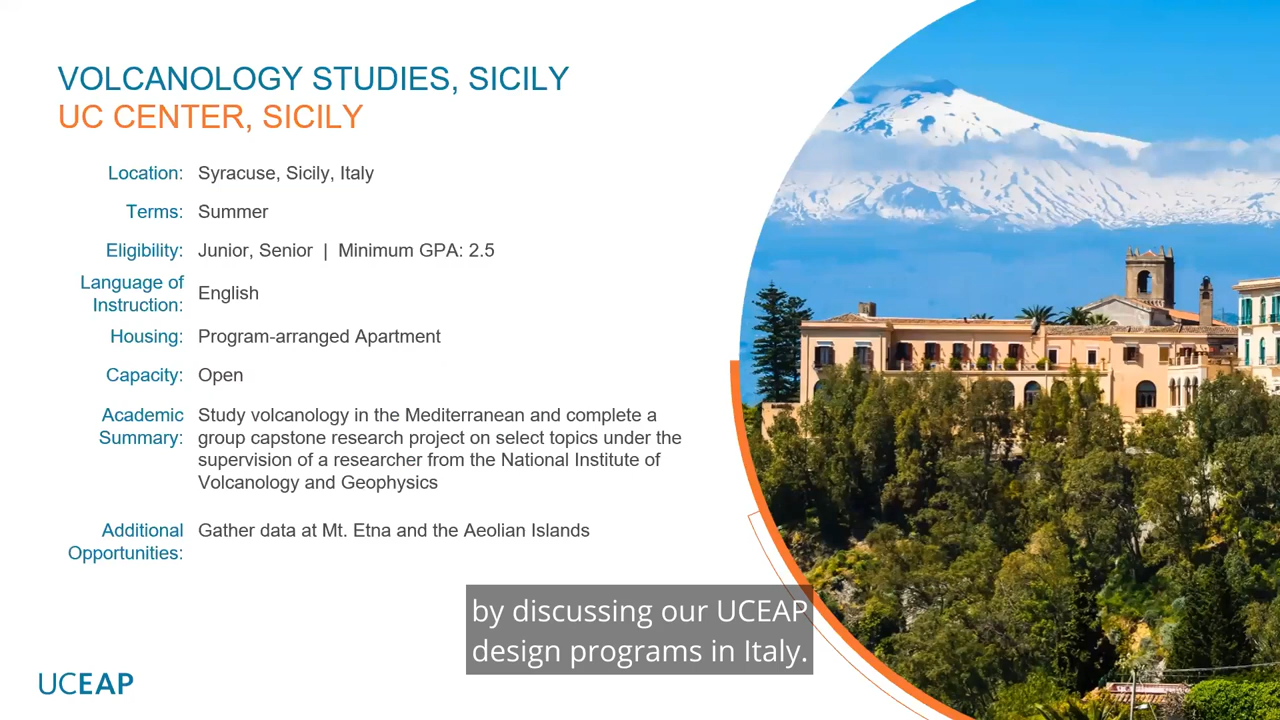 VOLCANOLOGY STUDIES, SICILY
UC CENTER, SICILY
Location: Syracuse, Sicily, Italy
Terms: Summer
Eligibility: Junior, Senior | Minimum GPA: 2.5
Language of
Instruction: English
Housing: Program-arranged Apartment
Capacity: Open
Academic Study volcanology in the Mediterranean and complete a
Summary: group capstone research project on select topics under the
supervision of a researcher from the National Institute of
Volcanology and Geophysics
Additional Gather data at Mt. Etna and the Aeolian Islands
Opportunities:
by discussing our UCEAP
design programs in Italy.
UCEAP